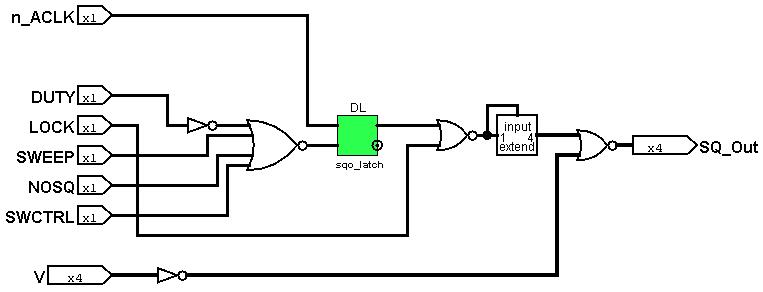 n_ACLK x1
DUTY x1
LOCK x1
SWEEP x1
NOSQ x1
SWCTRL x1
V x4
DL
sqo_latch
input
1 4
extend
x4 SQ_Out